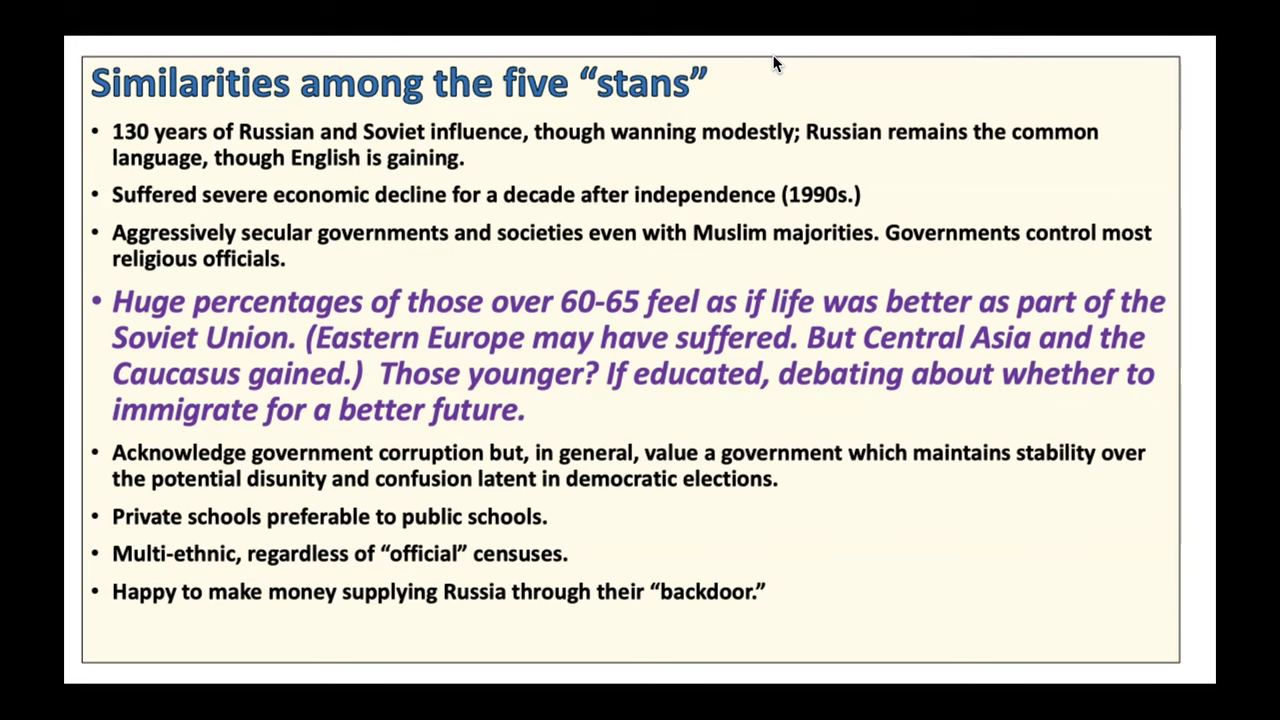 Similarities among the five “stans”
• 130 years of Russian and Soviet influence, though wanning modestly; Russian remains the common
language, though English is gaining.
• Suffered severe economic decline for a decade after independence (1990s.)
• Aggressively secular governments and societies even with Muslim majorities. Governments control most
religious officials.
• Huge percentages of those over 60-65 feel as if life was better as part of the
Soviet Union. (Eastern Europe may have suffered. But Central Asia and the
Caucasus gained.)  Those younger? If educated, debating about whether to
immigrate for a better future.
• Acknowledge government corruption but, in general, value a government which maintains stability over
the potential disunity and confusion latent in democratic elections.
• Private schools preferable to public schools.
• Multi-ethnic, regardless of “official” censuses.
• Happy to make money supplying Russia through their “backdoor.”